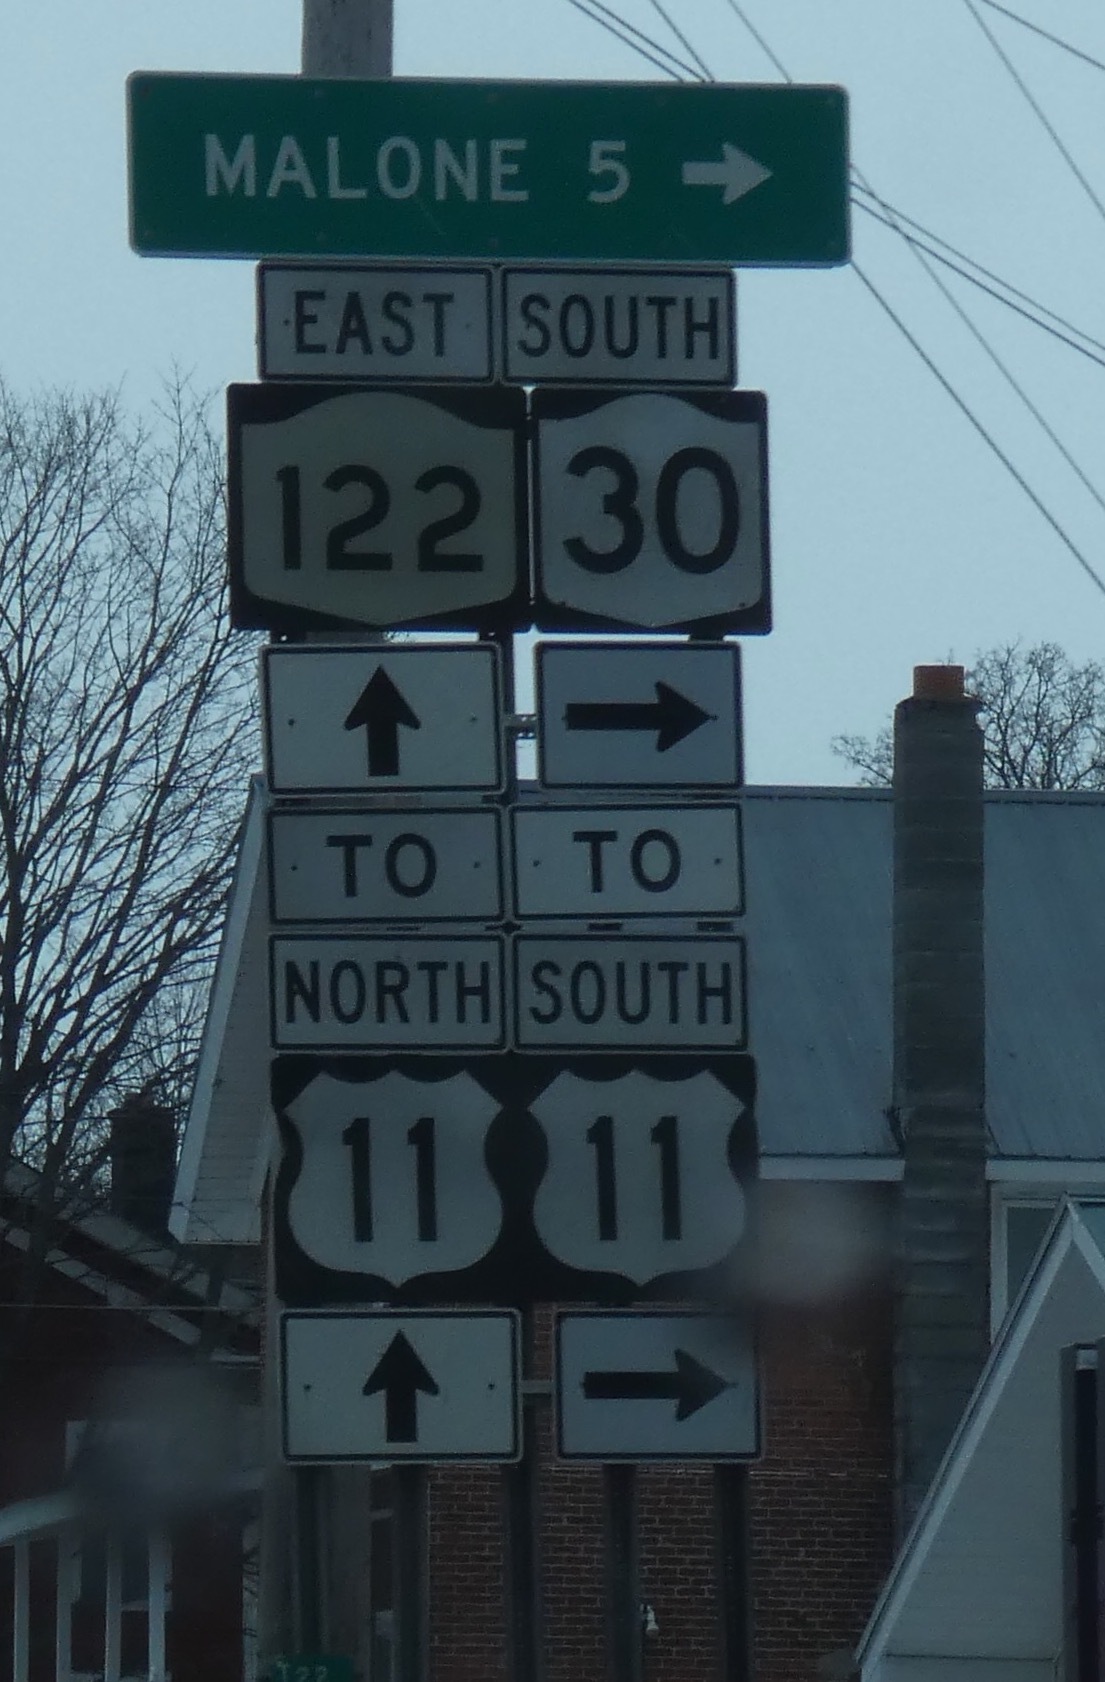 MALONE 5
EAST SOUTH
122 30
TO TO
NORTH SOUTH
11 11